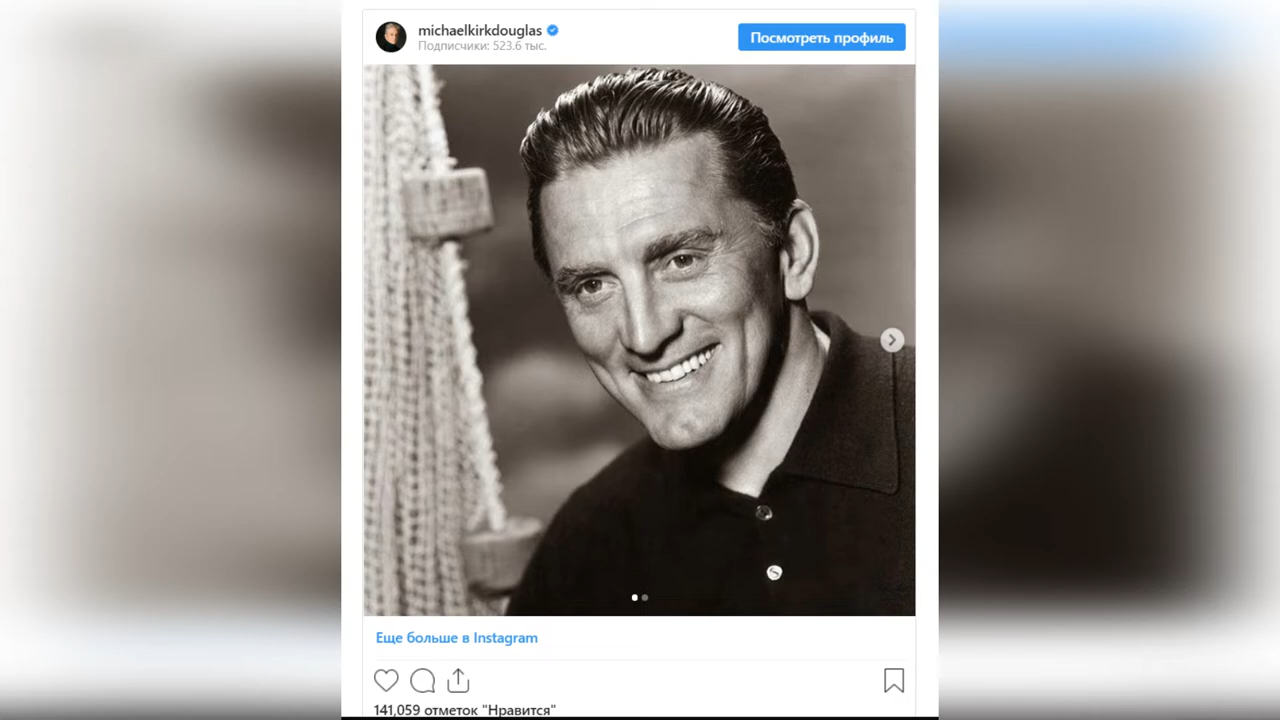 michaelkirkdouglas
Подписчики: 523.6 тыс.
Посмотреть профиль
Еще больше в Instagram
141,059 отметок "Нравится"